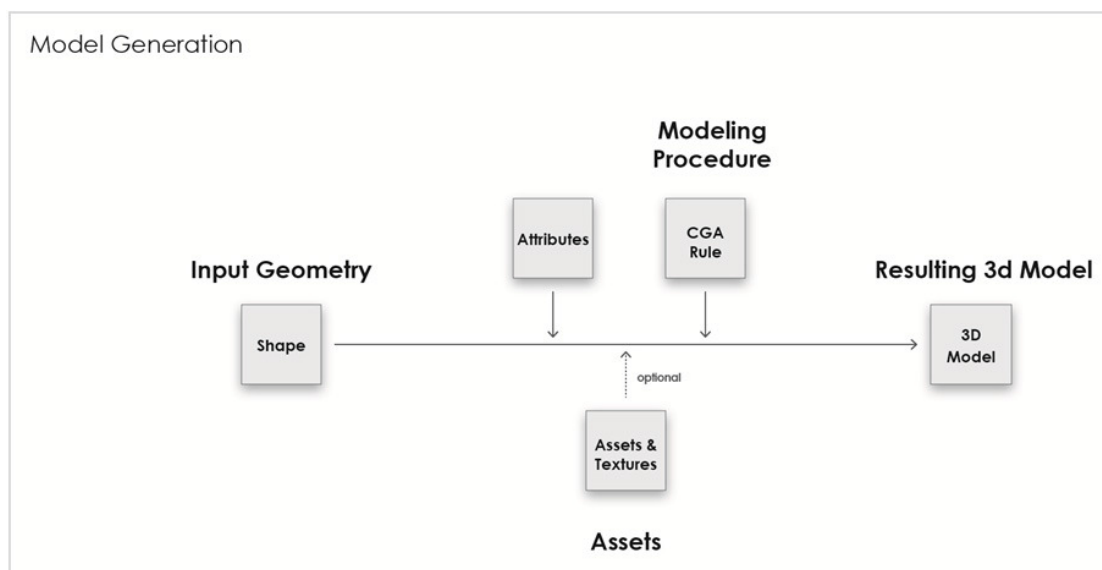 Model Generation
Modeling
Procedure
Attributes
CGA
Rule
Input Geometry
Resulting 3d Model
Shape
3D
Model
optional
Assets &
Textures
Assets